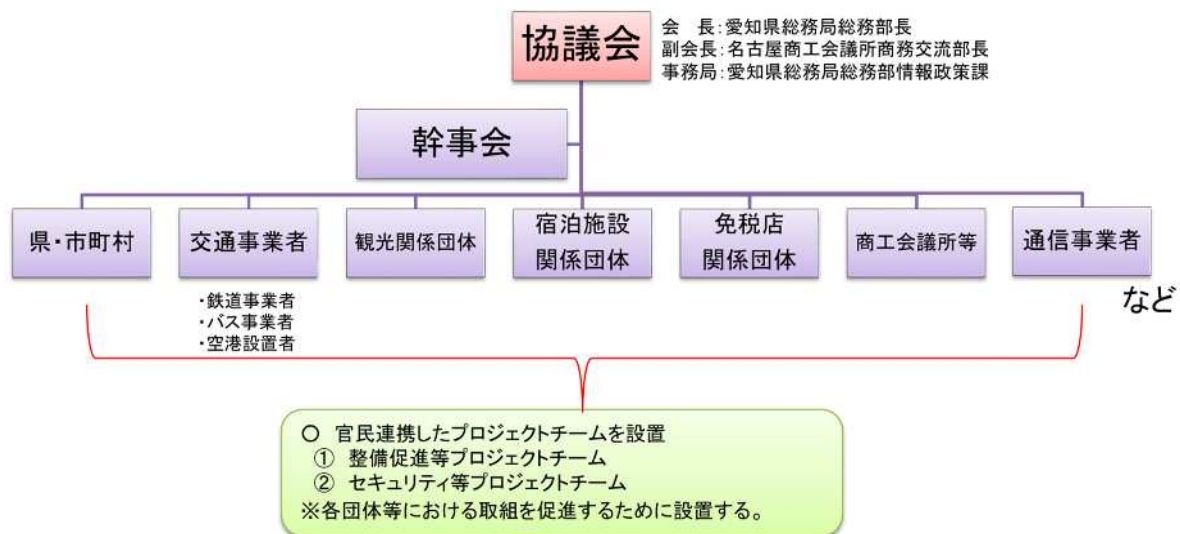 協議会
会　長：愛知県総務局総務部長
副会長：名古屋商工会議所商務交流部長
事務局：愛知県総務局総務部情報政策課
幹事会
県・市町村
交通事業者
観光関係団体
宿泊施設
関係団体
免税店
関係団体
商工会議所等
通信事業者
・鉄道事業者
・バス事業者
・空港設置者
など
○　官民連携したプロジェクトチームを設置
①　整備促進等プロジェクトチーム
②　セキュリティ等プロジェクトチーム
※各団体等における取組を促進するために設置する。